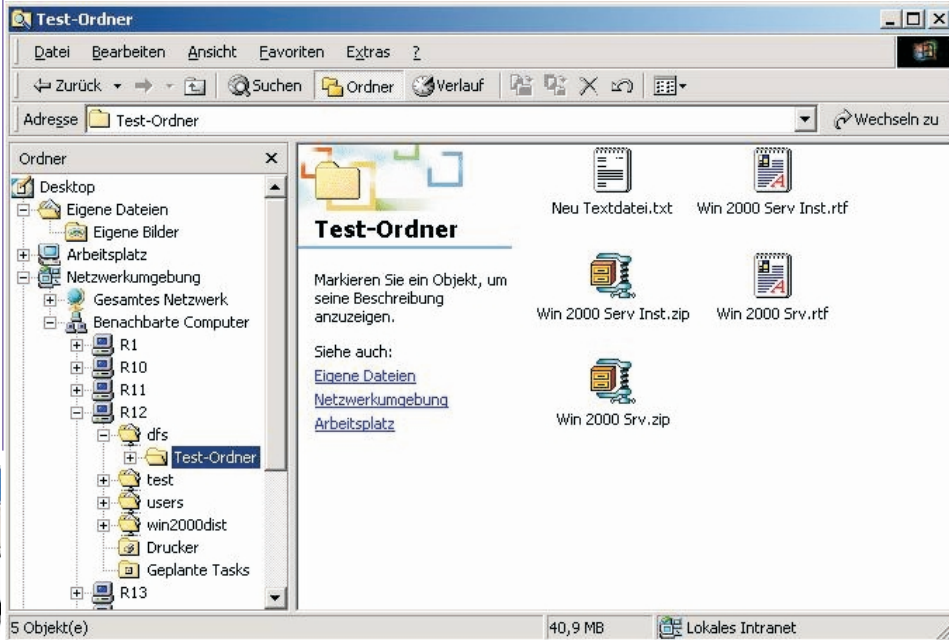 Test-Ordner
Datei Bearbeiten Ansicht Favoriten Extras ?
Zurück Suchen Ordner Verlauf
Adresse Test-Ordner Wechseln zu
Ordner
Desktop
Eigene Dateien
Eigene Bilder
Arbeitsplatz
Netzwerkumgebung
Gesamtes Netzwerk
Benachbarte Computer
R1
R10
R11
R12
dfs
Test-Ordner
test
users
win2000dist
Drucker
Geplante Tasks
R13
Test-Ordner
Markieren Sie ein Objekt, um
seine Beschreibung
anzuzeigen.
Siehe auch:
Eigene Dateien
Netzwerkumgebung
Arbeitsplatz
Neu Textdatei.txt
Win 2000 Serv Inst.rtf
Win 2000 Serv Inst.zip
Win 2000 Srv.rtf
Win 2000 Srv.zip
5 Objekt(e) 40,9 MB Lokales Intranet